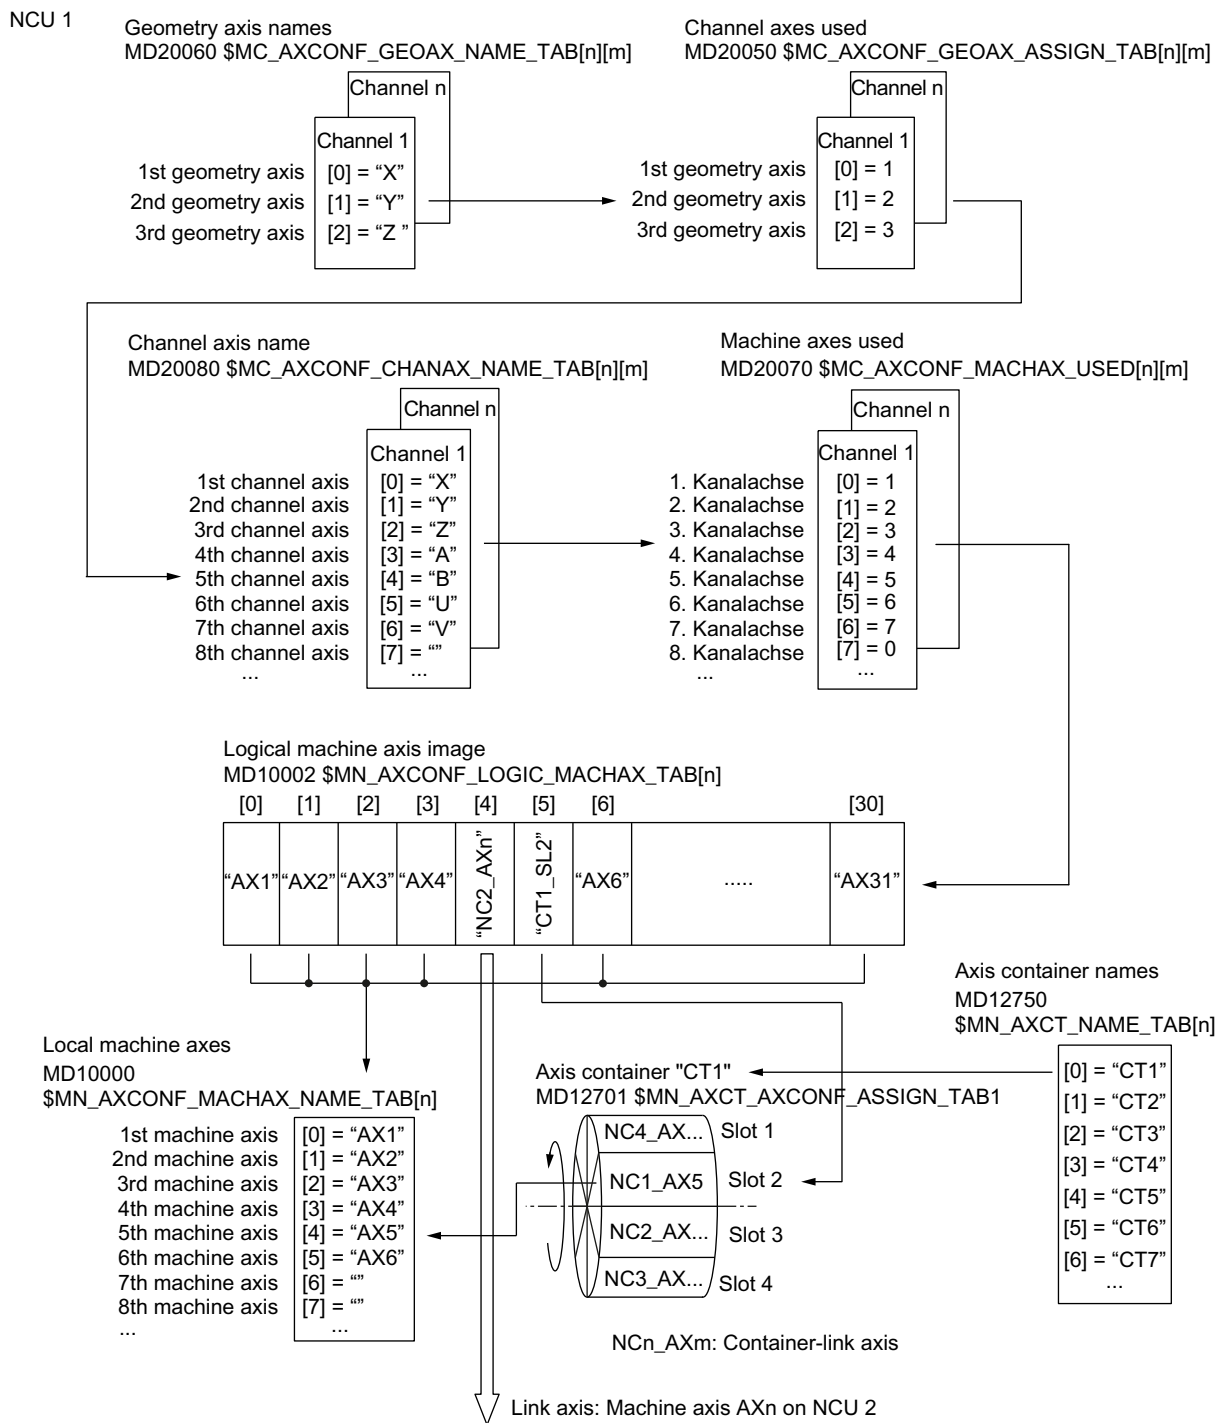 NCU 1
Geometry axis names
MD20060 $MC_AXCONF_GEOAX_NAME_TAB[n][m]
Channel n
Channel 1
1st geometry axis [0] = “X”
2nd geometry axis [1] = “Y”
3rd geometry axis [2] = “Z ”
Channel axes used
MD20050 $MC_AXCONF_GEOAX_ASSIGN_TAB[n][m]
Channel n
Channel 1
1st geometry axis [0] = 1
2nd geometry axis [1] = 2
3rd geometry axis [2] = 3
Channel axis name
MD20080 $MC_AXCONF_CHANAX_NAME_TAB[n][m]
Channel n
Channel 1
1st channel axis [0] = “X”
2nd channel axis [1] = “Y”
3rd channel axis [2] = “Z”
4th channel axis [3] = “A”
5th channel axis [4] = “B”
6th channel axis [5] = “U”
7th channel axis [6] = “V”
8th channel axis [7] = “”
... ...
Machine axes used
MD20070 $MC_AXCONF_MACHAX_USED[n][m]
Channel n
Channel 1
1. Kanalachse [0] = 1
2. Kanalachse [1] = 2
3. Kanalachse [2] = 3
4. Kanalachse [3] = 4
5. Kanalachse [4] = 5
6. Kanalachse [5] = 6
7. Kanalachse [6] = 7
8. Kanalachse [7] = 0
... ...
Logical machine axis image
MD10002 $MN_AXCONF_LOGIC_MACHAX_TAB[n]
[0] [1] [2] [3] [4] [5] [6] [30]
“AX1” “AX2” “AX3” “AX4” “NC2_AXn” “CT1_SL2” “AX6” ..... “AX31”
Axis container names
MD12750
$MN_AXCT_NAME_TAB[n]
[0] = “CT1”
[1] = “CT2”
[2] = “CT3”
[3] = “CT4”
[4] = “CT5”
[5] = “CT6”
[6] = “CT7”
...
Local machine axes
MD10000
$MN_AXCONF_MACHAX_NAME_TAB[n]
1st machine axis [0] = “AX1”
2nd machine axis [1] = “AX2”
3rd machine axis [2] = “AX3”
4th machine axis [3] = “AX4”
5th machine axis [4] = “AX5”
6th machine axis [5] = “AX6”
7th machine axis [6] = “”
8th machine axis [7] = “”
... ...
Axis container "CT1"
MD12701 $MN_AXCT_AXCONF_ASSIGN_TAB1
NC4_AX... Slot 1
NC1_AX5 Slot 2
NC2_AX... Slot 3
NC3_AX... Slot 4
NCn_AXm: Container-link axis
Link axis: Machine axis AXn on NCU 2